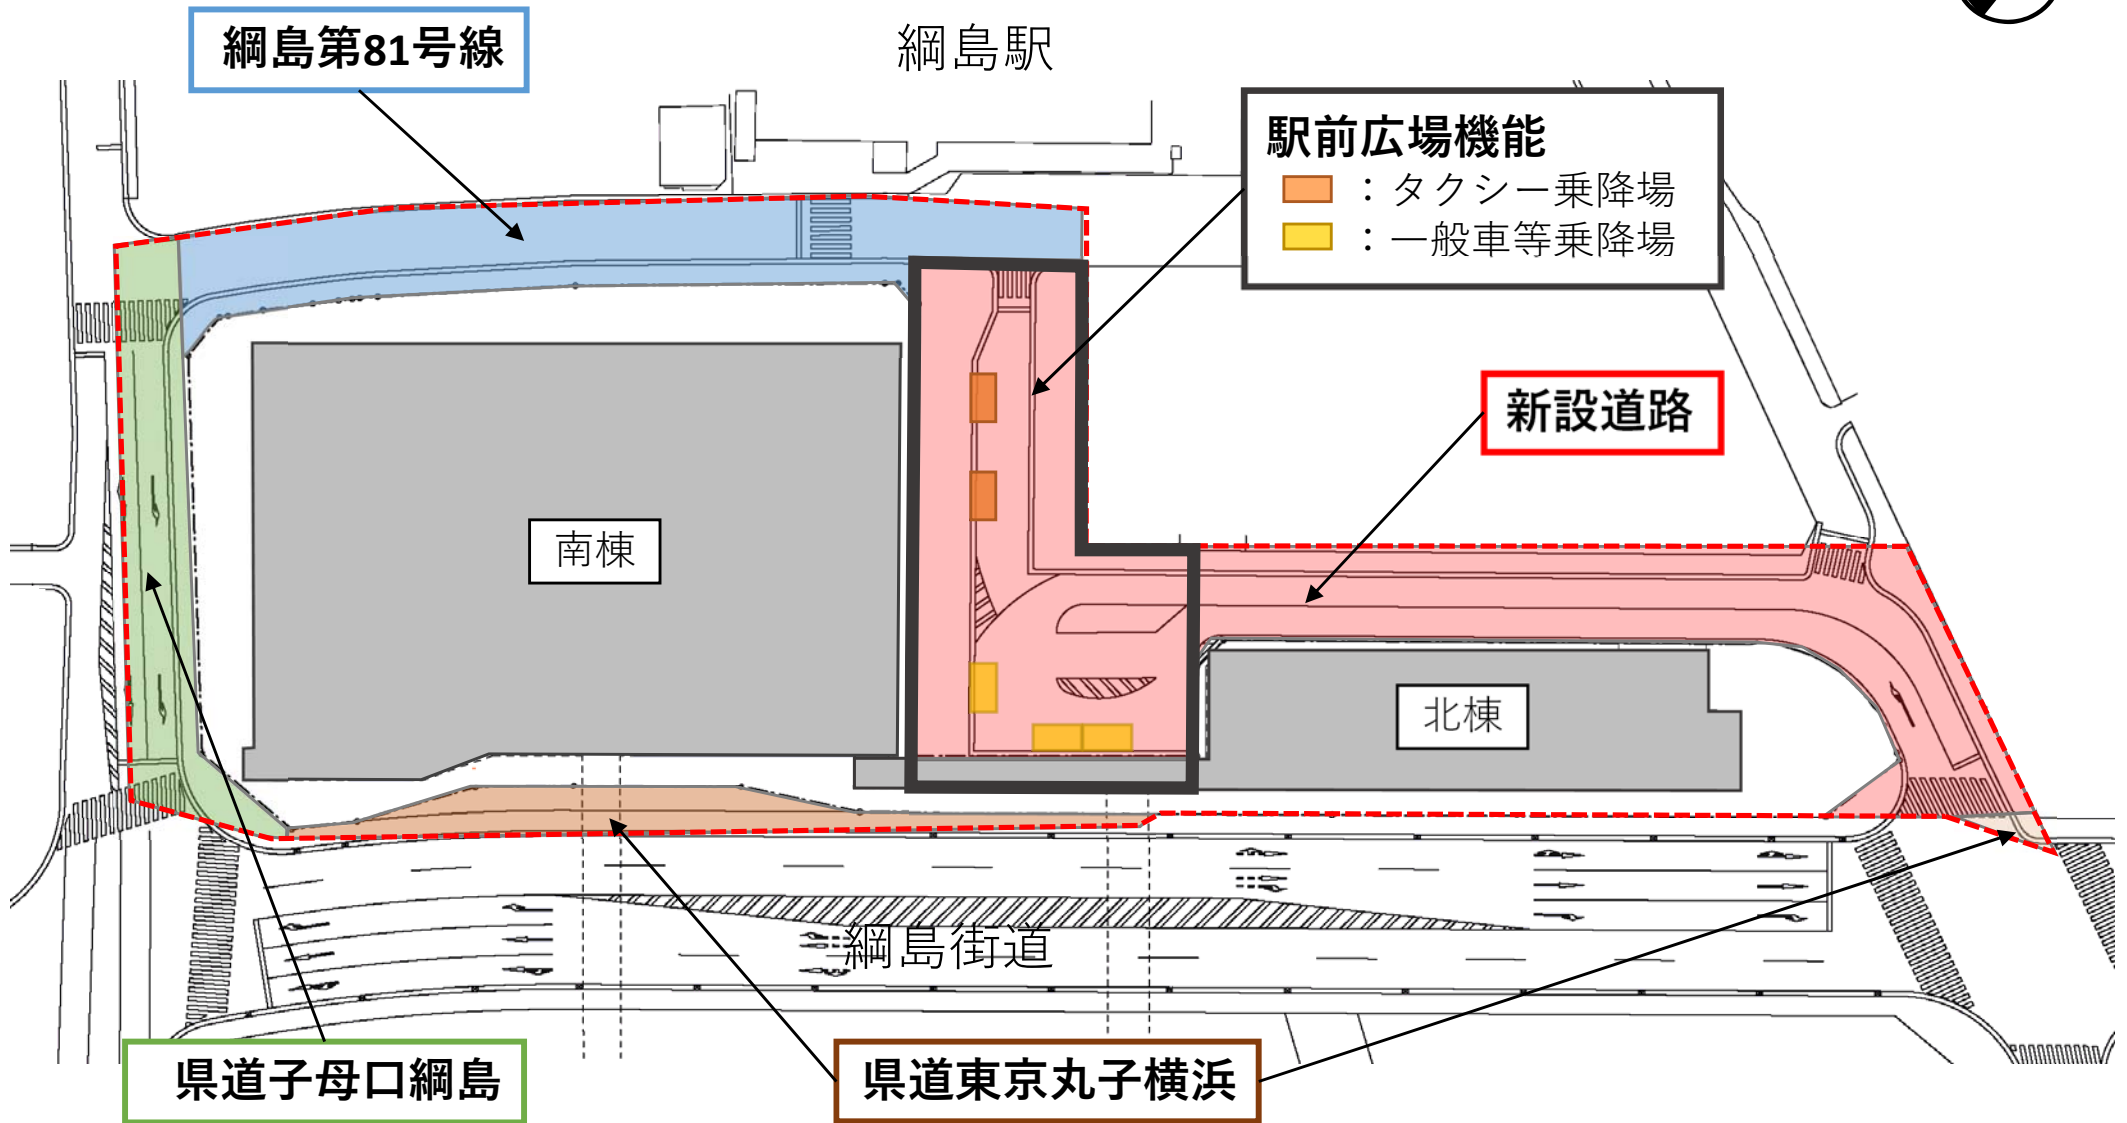 綱島第81号線
綱島駅
駅前広場機能
：タクシー乗降場
：一般車等乗降場
新設道路
南棟
北棟
綱島街道
県道子母口綱島
県道東京丸子横浜